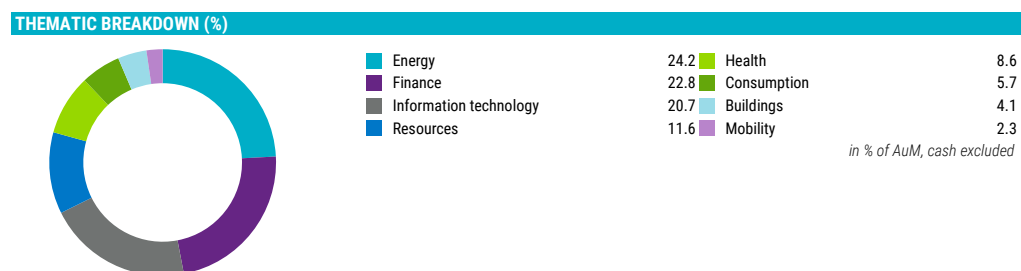 THEMATIC BREAKDOWN (%)
Energy 24.2 Health 8.6
Finance 22.8 Consumption 5.7
Information technology 20.7 Buildings 4.1
Resources 11.6 Mobility 2.3
in % of AuM, cash excluded